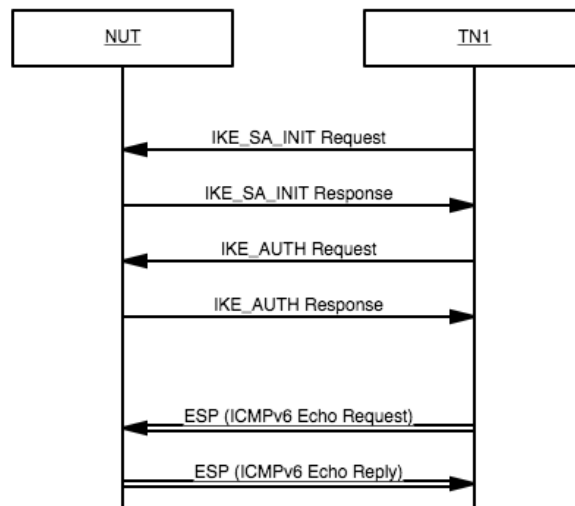 NUT
TN1
IKE_SA_INIT Request
IKE_SA_INIT Response
IKE_AUTH Request
IKE_AUTH Response
ESP (ICMPv6 Echo Request)
ESP (ICMPv6 Echo Reply)